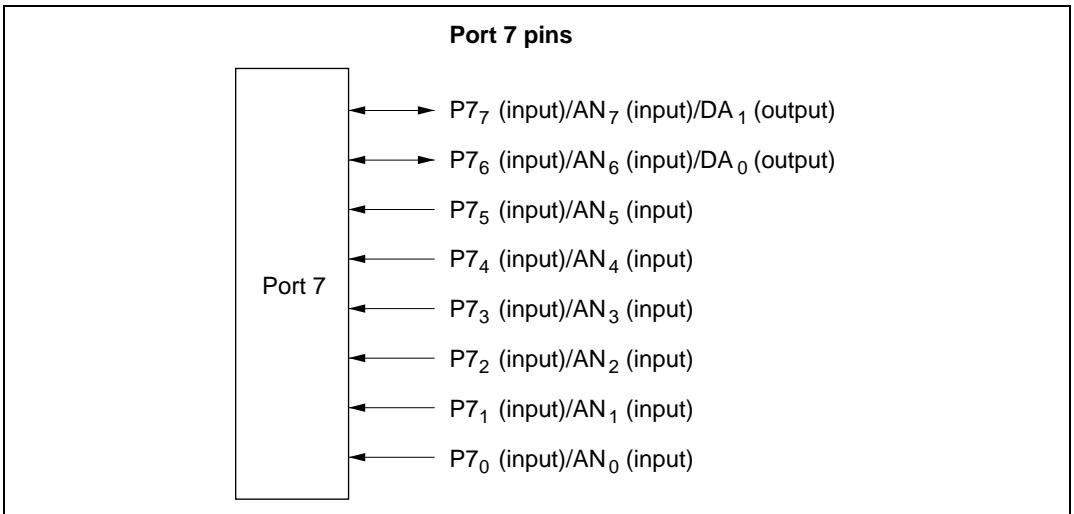 Port 7 pins
P7₇ (input)/AN₇ (input)/DA₁ (output)
P7₆ (input)/AN₆ (input)/DA₀ (output)
P7₅ (input)/AN₅ (input)
P7₄ (input)/AN₄ (input)
Port 7
P7₃ (input)/AN₃ (input)
P7₂ (input)/AN₂ (input)
P7₁ (input)/AN₁ (input)
P7₀ (input)/AN₀ (input)